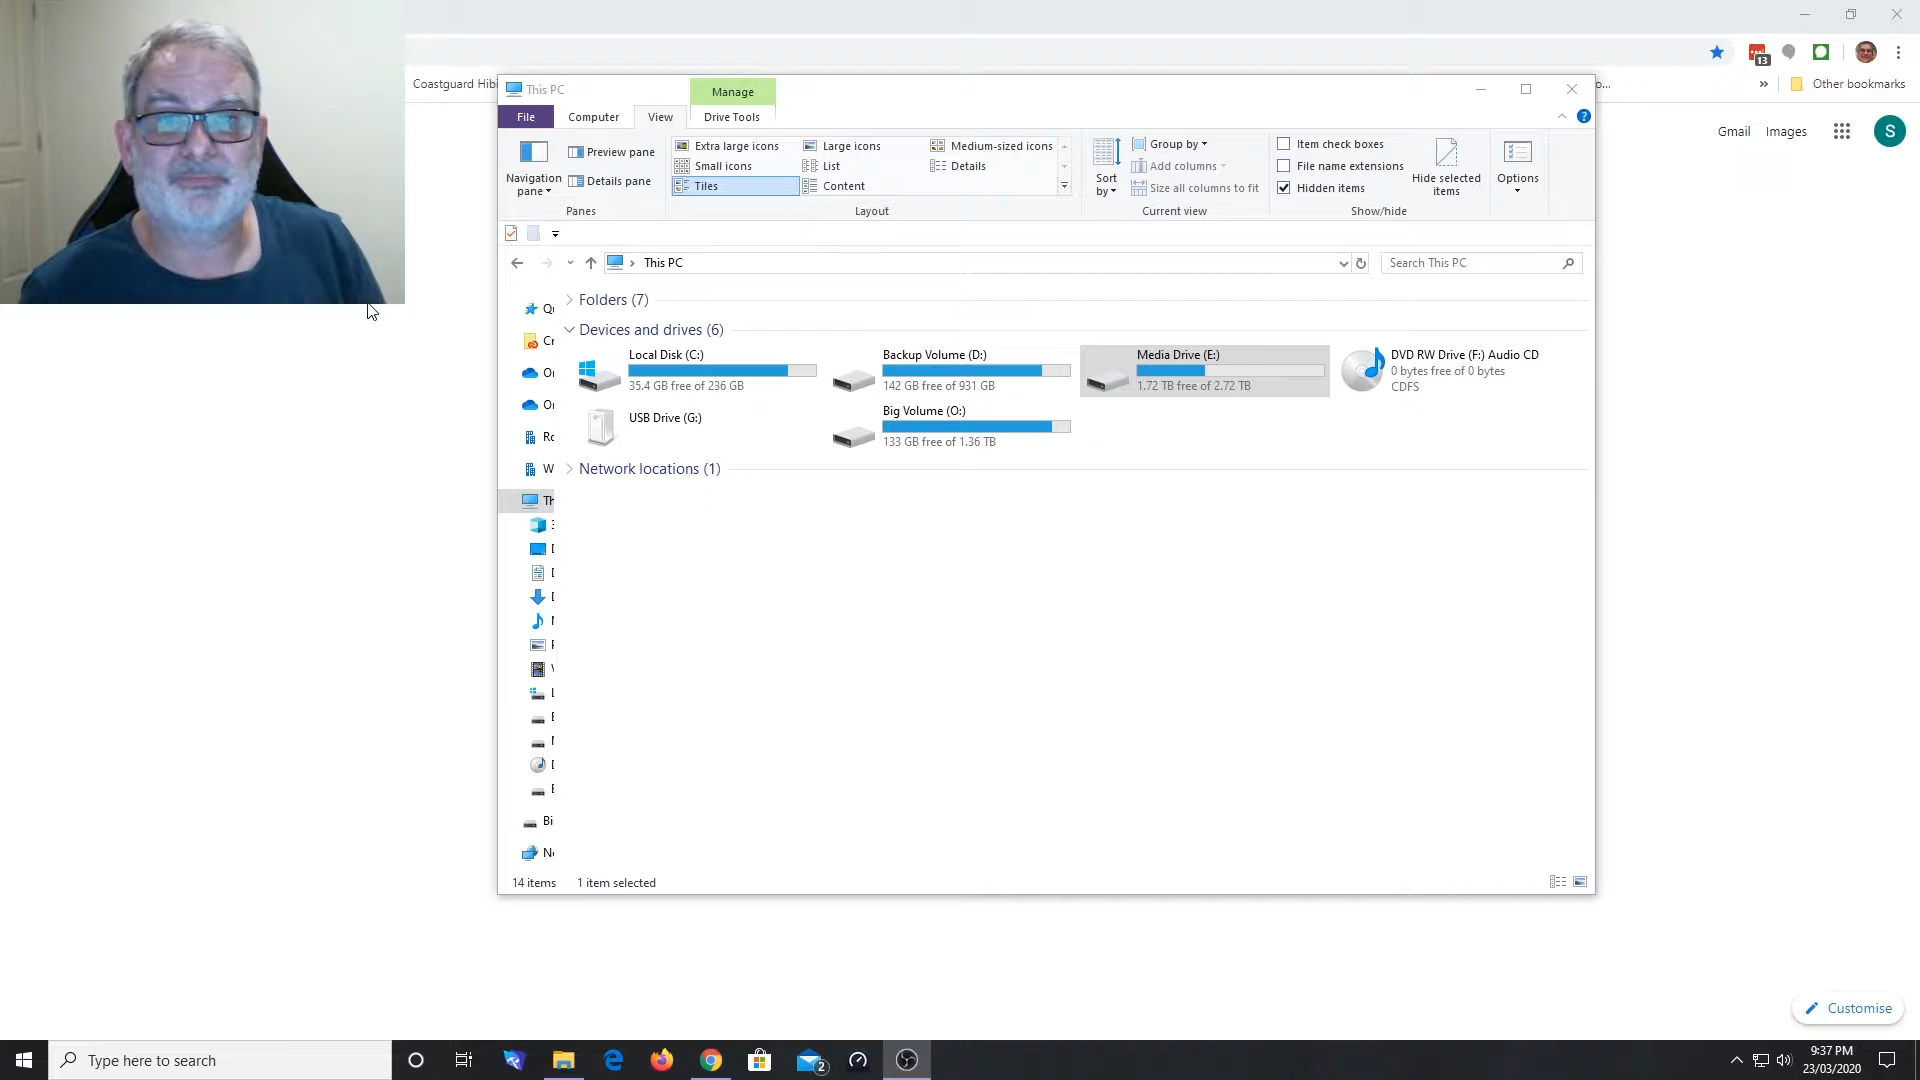 13
Coastguard Hibi
o...
»
Other bookmarks
This PC
Manage
File
Computer
View
Drive Tools
?
Gmail
Images
S
Navigation pane
Preview pane
Details pane
Panes
Extra large icons
Large icons
Medium-sized icons
Small icons
List
Details
Tiles
Content
Layout
Sort by
Group by
Add columns
Size all columns to fit
Current view
Item check boxes
File name extensions
Hidden items
Hide selected items
Show/hide
Options
This PC
Search This PC
Folders (7)
Devices and drives (6)
Local Disk (C:)
35.4 GB free of 236 GB
Backup Volume (D:)
142 GB free of 931 GB
Media Drive (E:)
1.72 TB free of 2.72 TB
DVD RW Drive (F:) Audio CD
0 bytes free of 0 bytes
CDFS
USB Drive (G:)
Big Volume (O:)
133 GB free of 1.36 TB
Network locations (1)
Bi
14 items
1 item selected
Customise
Type here to search
2
9:37 PM
23/03/2020